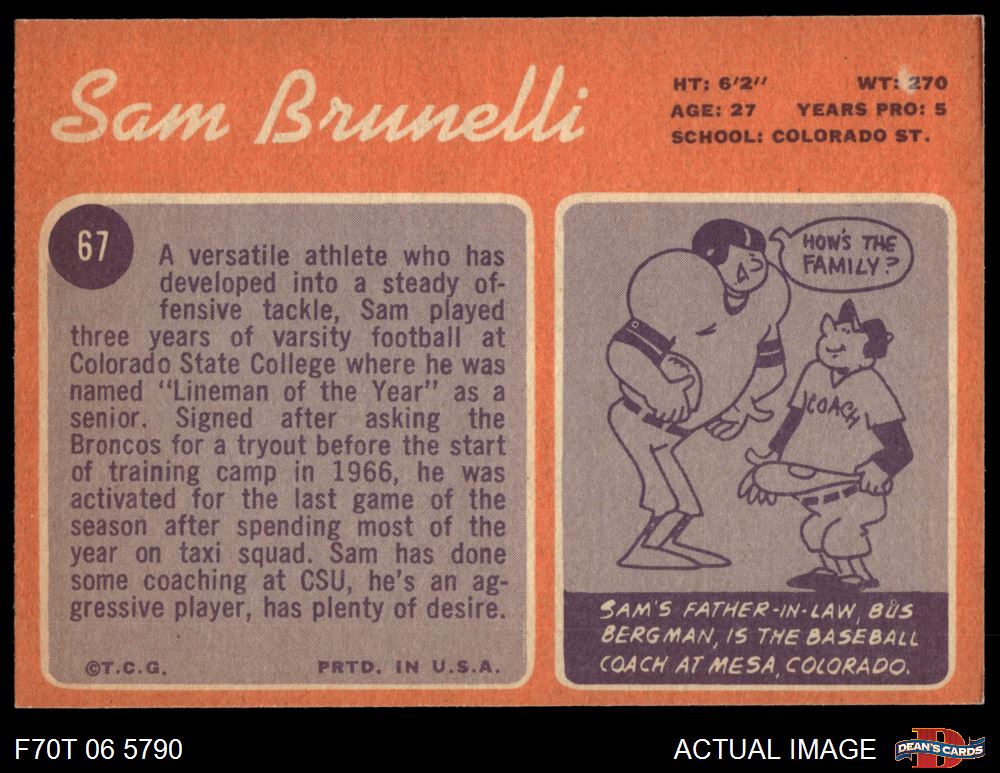 Sam Brunelli
HT: 6'2" WT: 270
AGE: 27 YEARS PRO: 5
SCHOOL: COLORADO ST.
67
A versatile athlete who has
developed into a steady of-
fensive tackle, Sam played
three years of varsity football at
Colorado State College where he was
named "Lineman of the Year" as a
senior. Signed after asking the
Broncos for a tryout before the start
of training camp in 1966, he was
activated for the last game of the
season after spending most of the
year on taxi squad. Sam has done
some coaching at CSU, he's an ag-
gressive player, has plenty of desire.
©T.C.G. PRTD. IN U.S.A.
HOW'S THE
FAMILY?
COACH
SAM'S FATHER-IN-LAW, BUS
BERGMAN, IS THE BASEBALL
COACH AT MESA, COLORADO.
F70T 06 5790
ACTUAL IMAGE
D
DEAN'S CARDS